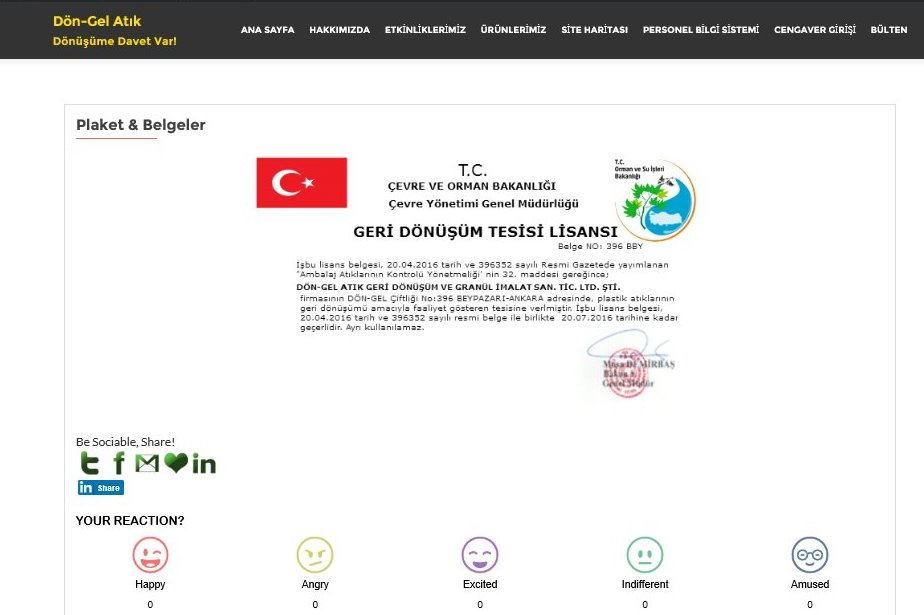 Dön-Gel Atık
Dönüşüme Davet Var!
ANA SAYFA HAKKIMIZDA ETKİNLİKLERİMİZ ÜRÜNLERİMİZ SİTE HARİTASI PERSONEL BİLGİ SİSTEMİ CENGAVER GİRİŞİ BÜLTEN
Plaket & Belgeler
T.C.
ÇEVRE VE ORMAN BAKANLIĞI
Çevre Yönetimi Genel Müdürlüğü
T.C.
Orman ve Su İşleri
Bakanlığı
GERİ DÖNÜŞÜM TESİSİ LİSANSI
Belge NO: 396 BBY
İşbu lisans belgesi, 20.04.2016 tarih ve 396352 sayılı Resmi Gazetede yayımlanan
"Ambalaj Atıklarının Kontrolü Yönetmeliği' nin 32. maddesi gereğince;
DÖN-GEL ATIK GERİ DÖNÜŞÜM VE GRANÜL İMALAT SAN. TİC. LTD. ŞTİ.
firmasının DÖN-GEL Çiftliği No:396 BEYPAZARI-ANKARA adresinde, plastik atıklarının
geri dönüşümü amacıyla faaliyet gösteren tesisine verilmiştir. İşbu lisans belgesi,
20.04.2016 tarih ve 396352 sayılı resmi belge ile birlikte 20.07.2016 tarihine kadar
geçerlidir. Ayrı kullanılamaz.
Musa DEMİRBAŞ
Bakan a.
Genel Müdür
Be Sociable, Share!
in Share
YOUR REACTION?
Happy Angry Excited Indifferent Amused
0 0 0 0 0